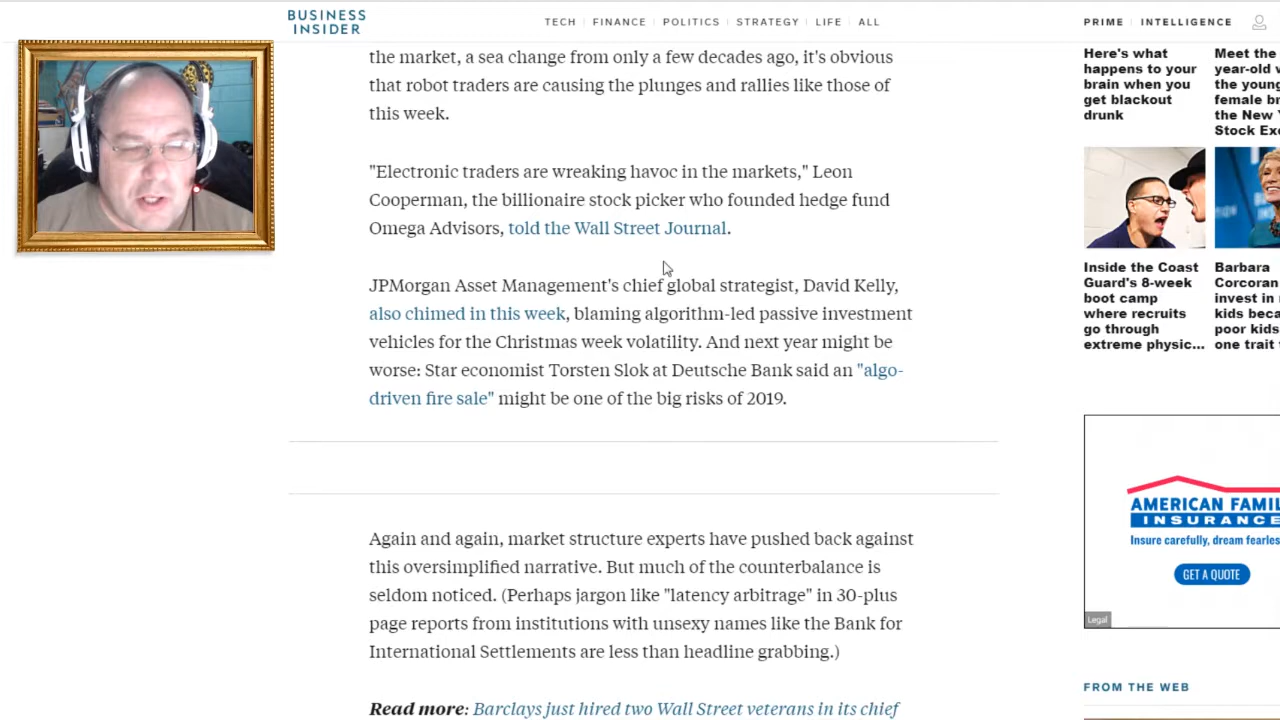 BUSINESS
INSIDER
TECH FINANCE POLITICS STRATEGY LIFE ALL
PRIME INTELLIGENCE
the market, a sea change from only a few decades ago, it's obvious
that robot traders are causing the plunges and rallies like those of
this week.
"Electronic traders are wreaking havoc in the markets," Leon
Cooperman, the billionaire stock picker who founded hedge fund
Omega Advisors, told the Wall Street Journal.
JPMorgan Asset Management's chief global strategist, David Kelly,
also chimed in this week, blaming algorithm-led passive investment
vehicles for the Christmas week volatility. And next year might be
worse: Star economist Torsten Slok at Deutsche Bank said an "algo-
driven fire sale" might be one of the big risks of 2019.
Again and again, market structure experts have pushed back against
this oversimplified narrative. But much of the counterbalance is
seldom noticed. (Perhaps jargon like "latency arbitrage" in 30-plus
page reports from institutions with unsexy names like the Bank for
International Settlements are less than headline grabbing.)
Read more: Barclays just hired two Wall Street veterans in its chief
Here's what
happens to your
brain when you
get blackout
drunk
Meet the
year-old
the young
female br
the New
Stock Ex
Inside the Coast
Guard's 8-week
boot camp
where recruits
go through
extreme physic...
Barbara
Corcoran
invest in
kids beca
poor kids
one trait
AMERICAN FAMIL
INSURANCE
Insure carefully, dream fearles
GET A QUOTE
Legal
FROM THE WEB